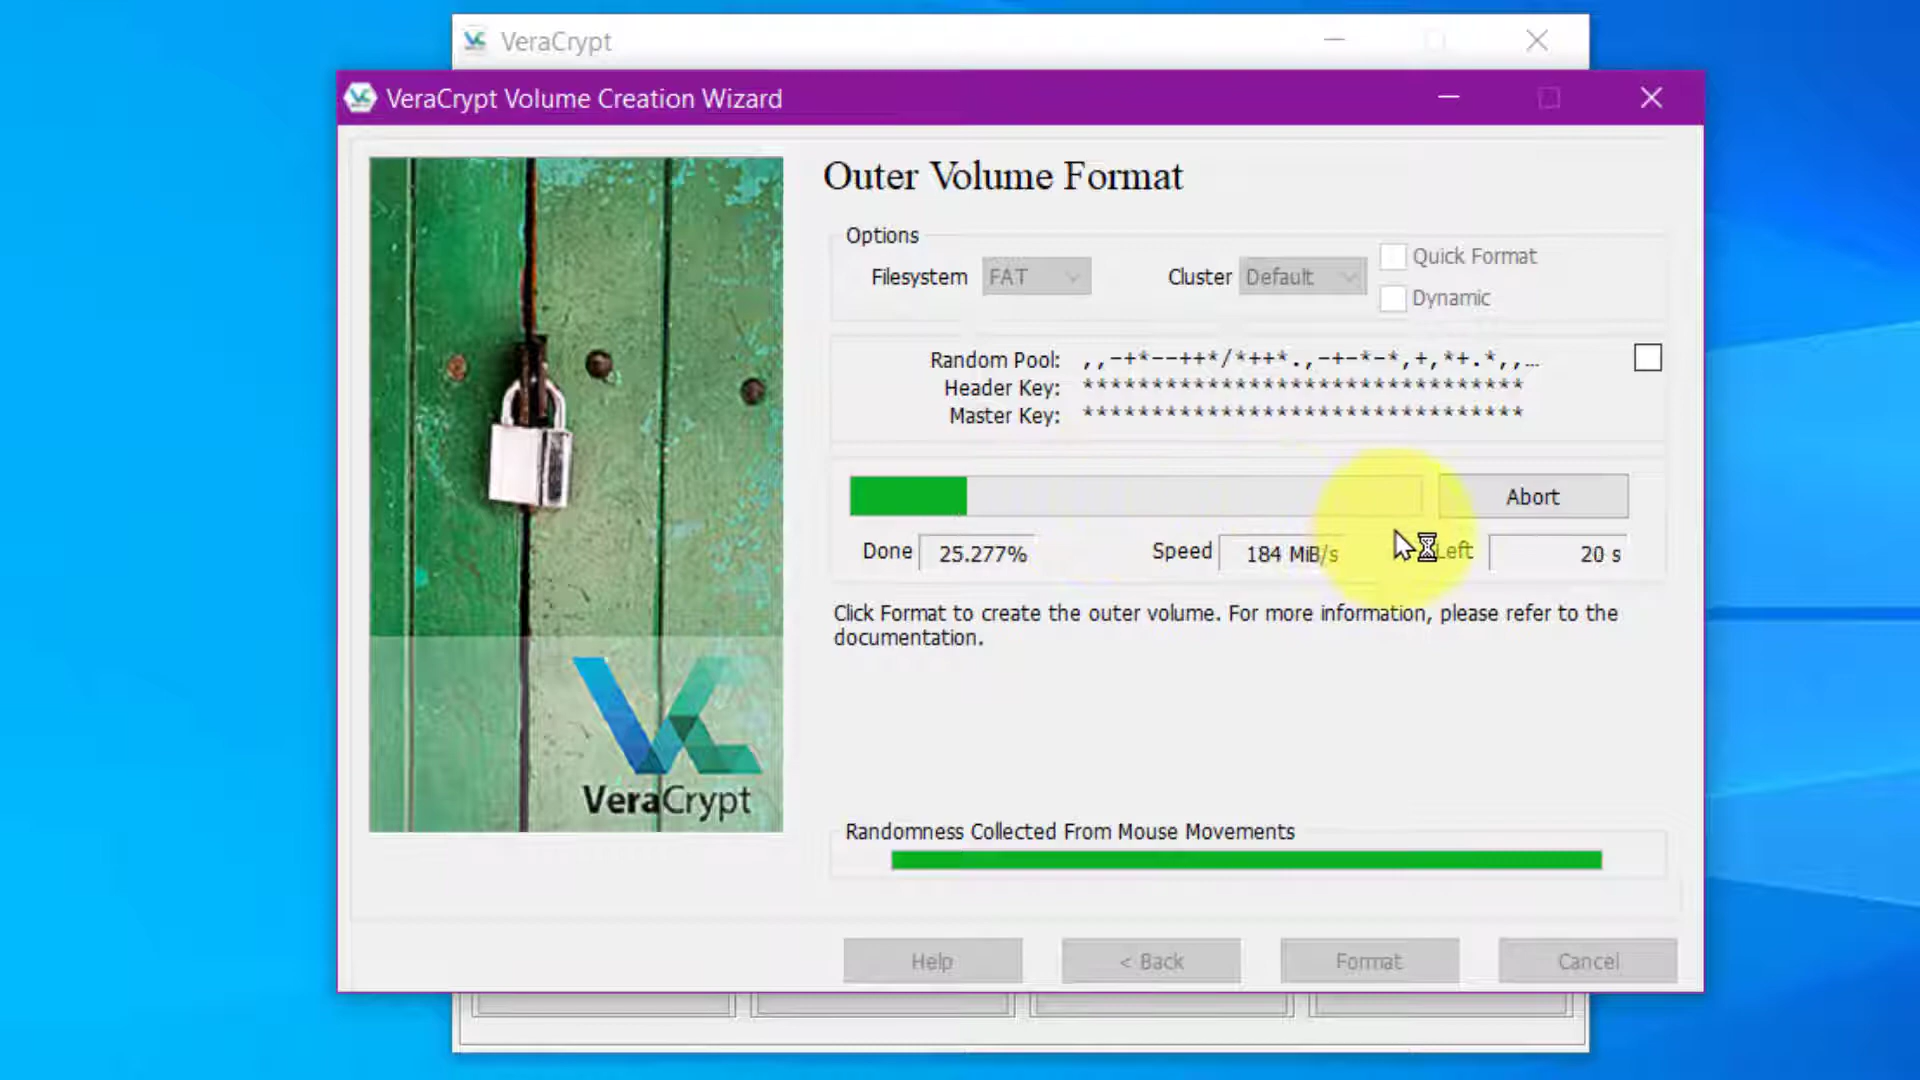 VeraCrypt
VeraCrypt Volume Creation Wizard
Outer Volume Format
Options
Filesystem FAT Cluster Default Quick Format
Dynamic
Random Pool: ,,-+*--++*/*++*.,-+-*-*,+,*+.*,,...
Header Key: ********************************
Master Key: ********************************
Abort
Done 25.277% Speed 184 MiB/s Left 20 s
Click Format to create the outer volume. For more information, please refer to the
documentation.
VeraCrypt
Randomness Collected From Mouse Movements
Help < Back Format Cancel